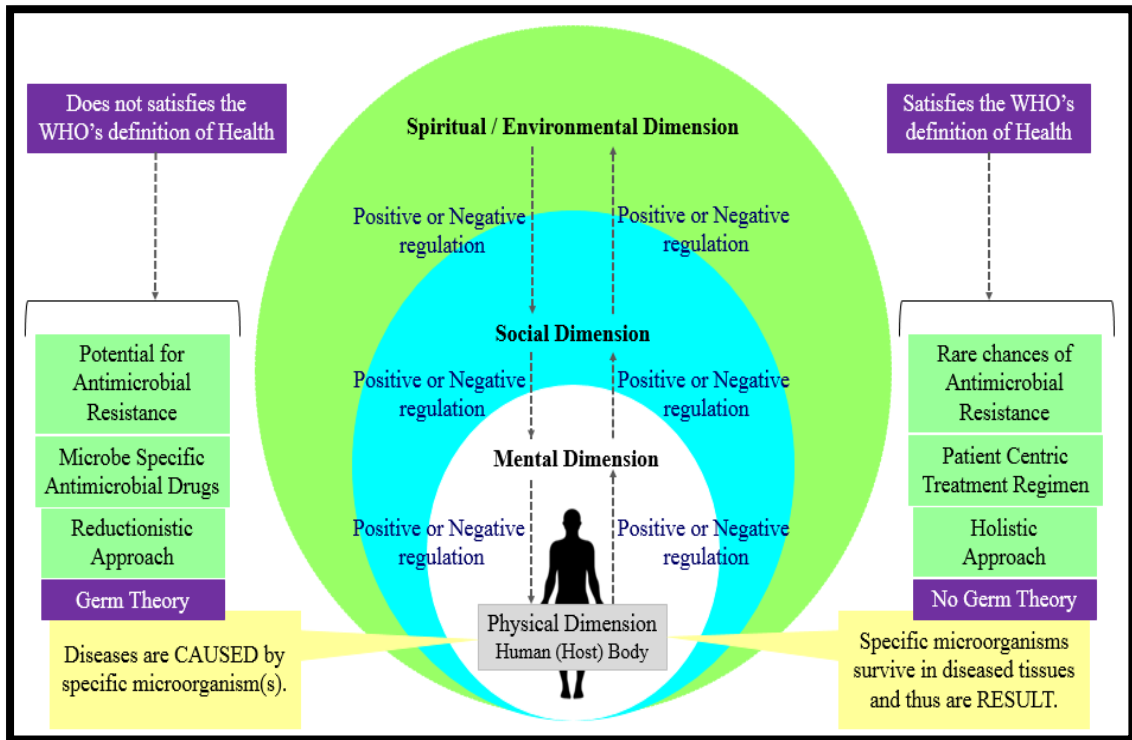 Does not satisfies the
WHO's definition of Health
Potential for
Antimicrobial
Resistance
Microbe Specific
Antimicrobial Drugs
Reductionistic
Approach
Germ Theory
Diseases are CAUSED by
specific microorganism(s).
Spiritual / Environmental Dimension
Positive or Negative
regulation
Positive or Negative
regulation
Social Dimension
Positive or Negative
regulation
Positive or Negative
regulation
Mental Dimension
Positive or Negative
regulation
Positive or Negative
regulation
Physical Dimension
Human (Host) Body
Satisfies the WHO's
definition of Health
Rare chances of
Antimicrobial
Resistance
Patient Centric
Treatment Regimen
Holistic
Approach
No Germ Theory
Specific microorganisms
survive in diseased tissues
and thus are RESULT.